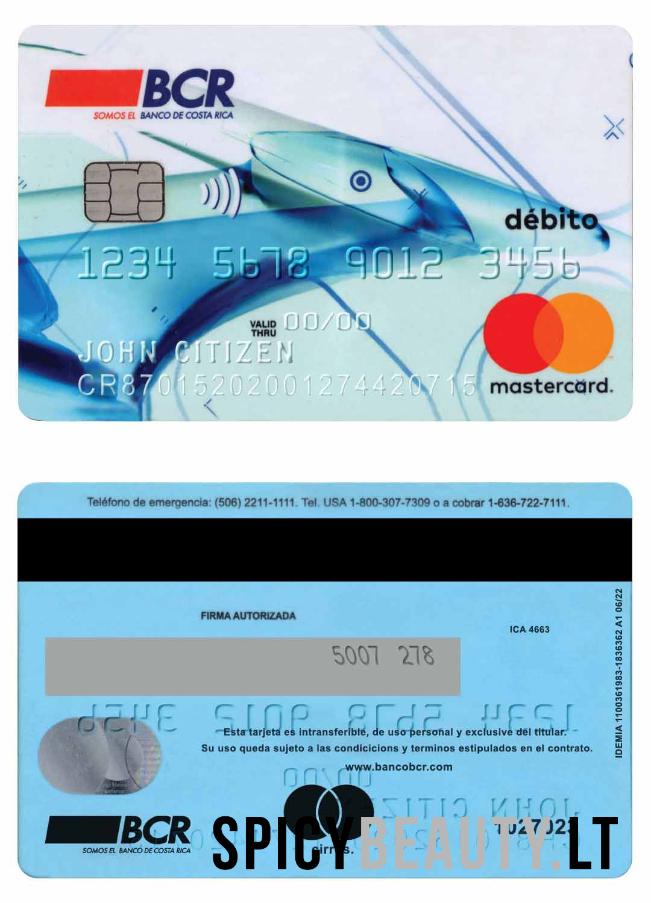 BCR
SOMOS EL BANCO DE COSTA RICA
débito
1234 5678 9012 3456
VALID THRU 00/00
JOHN CITIZEN
CR87015202001274420715
mastercard.
Teléfono de emergencia: (506) 2211-1111. Tel. USA 1-800-307-7309 o a cobrar 1-636-722-7111.
FIRMA AUTORIZADA
ICA 4663
IDEMIA 1100361983-1836362 A1 06/22
5007 278
Esta tarjeta es intransferible, de uso personal y exclusive del titular.
Su uso queda sujeto a las condicicions y terminos estipulados en el contrato.
www.bancobcr.com
BCR
SOMOS EL BANCO DE COSTA RICA
cirrus.
SPICYBEAUTY.LT